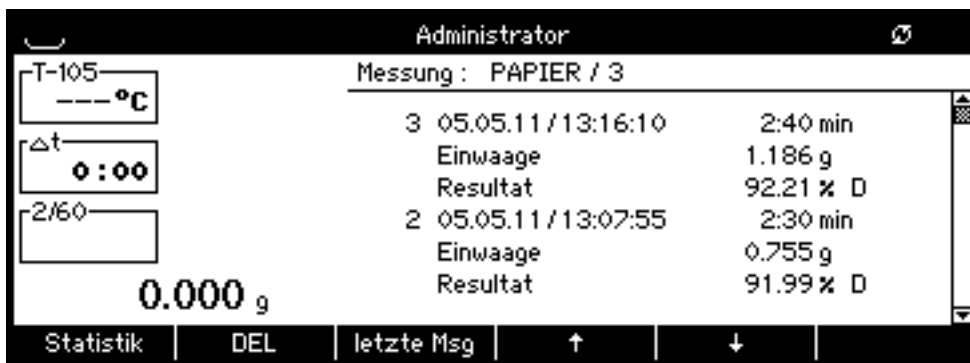 Administrator
T-105
---°C
Δt
0:00
2/60
0.000 g
Messung : PAPIER / 3
3 05.05.11/13:16:10 2:40 min
Einwaage 1.186 g
Resultat 92.21 % D
2 05.05.11/13:07:55 2:30 min
Einwaage 0.755 g
Resultat 91.99 % D
Statistik DEL letzte Msg ↑ ↓